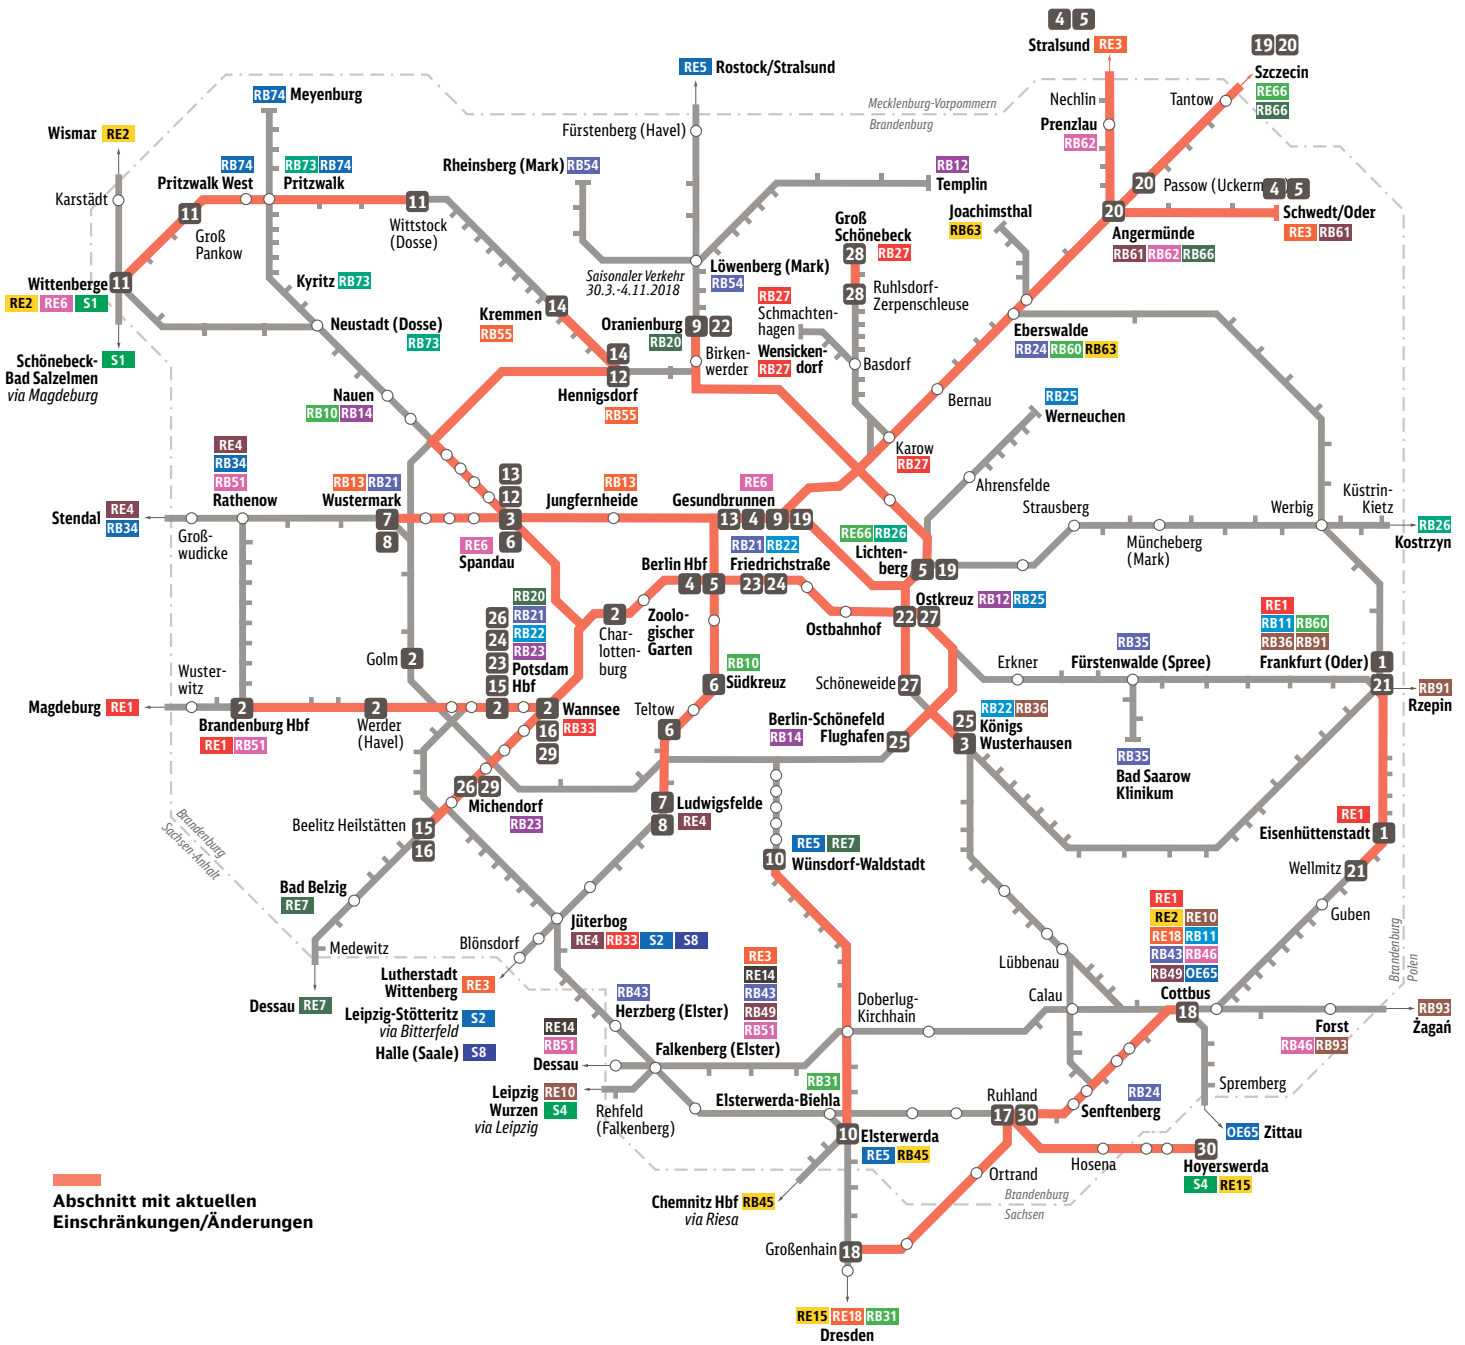 4 5
Stralsund RE3
19 20
Szczecin
RE66
RB66
RE5 Rostock/Stralsund
Nechlin
Tantow
RB74 Meyenburg
Mecklenburg-Vorpommern
Brandenburg
Prenzlau
RB62
Fürstenberg (Havel)
Wismar RE2
RB74
Pritzwalk West
RB73 RB74
Pritzwalk
Rheinsberg (Mark) RB54
RB12
Templin
20
Passow (Uckerm
4 5
Schwedt/Oder
RE3 RB61
Karstädt
11
Groß
Pankow
11
Wittstock
(Dosse)
Groß
Schönebeck
28
RB27
Joachimsthal
RB63
20
Angermünde
RB61 RB62 RB66
Wittenberge
11
RE2 RE6 S1
Kyritz RB73
Saisonaler Verkehr
30.3.-4.11.2018
Löwenberg (Mark)
RB54
28
Ruhlsdorf-
Zerpenschleuse
14
Kremmen
RB55
Oranienburg
RB20
9 22
RB27
Schmachten-
hagen
Wensicken-
RB27 dorf
Neustadt (Dosse)
RB73
Eberswalde
RB24 RB60 RB63
Schönebeck- S1
Bad Salzelmen
via Magdeburg
14
12
Hennigsdorf
RB55
Birken-
werder
Basdorf
Bernau
Nauen
RB10 RB14
RB25
Werneuchen
Karow
RB27
RE4
RB34
RB51
Rathenow
RB13 RB21
Wustermark
7
8
13
12
3
6
RE6
Spandau
RB13
Jungfernheide
RE6
Gesundbrunnen
13 4 9 19
Ahrensfelde
Strausberg
Werbig
Küstrin-
Kietz
RB26
Kostrzyn
Stendal RE4
RB34
Groß-
wudicke
RB21 RB22
Friedrichstraße
23 24
RE66 RB26
Lichten-
berg
5 19
Müncheberg
(Mark)
Berlin Hbf
4 5
Ostkreuz RB12 RB25
22 27
Ostbahnhof
2
Char-
lotten-
burg
Zoolo-
gischer
Garten
26
24
23
15
RB20
RB21
RB22
RB23
Potsdam
Hbf
2
RE1
RB11 RB60
RB36 RB91
Frankfurt (Oder)
1
21
RB91
Rzepin
RB35
Fürstenwalde (Spree)
Erkner
Golm 2
RB10
Südkreuz
6
Schöneweide 27
Wuster-
witz
Magdeburg RE1
2
Brandenburg Hbf
RE1 RB51
2
Werder
(Havel)
2
Wannsee
RB33
16
29
Teltow
6
Berlin-Schönefeld
RB14 Flughafen
25
RB22 RB36
25
Königs
Wusterhausen
3
RB35
Bad Saarow
Klinikum
26 29
Michendorf
RB23
7
Ludwigsfelde
8
RE4
RE1
Eisenhüttenstadt 1
Beelitz Heilstätten 15
16
Brandenburg
Sachsen-Anhalt
RE5 RE7
10
Wünsdorf-Waldstadt
Wellmitz 21
Bad Belzig
RE7
Guben
Medewitz
Blönsdorf
Jüterbog
RE4 RB33 S2 S8
RE1
RE2 RE10
RE18 RB11
RB43 RB46
RB49 OE65
Cottbus
18
Brandenburg
Polen
Lübbenau
Lutherstadt
Wittenberg RE3
RE3
RE14
RB43
RB49
RB51
Dessau RE7
Leipzig-Stötteritz S2
via Bitterfeld
RB43
Herzberg (Elster)
Doberlug-
Kirchhain
Calau
RB93
Żagań
Forst
RB46 RB93
Halle (Saale) S8
RE14
RB51
Dessau
Falkenberg (Elster)
Leipzig RE10
Wurzen S4
via Leipzig
Rehfeld
(Falkenberg)
RB31
Elsterwerda-Biehla
Ruhland
17 30
RB24
Senftenberg
Spremberg
OE65 Zittau
10
Elsterwerda
RE5 RB45
Hosena
30
Hoyerswerda
S4 RE15
Ortrand
Brandenburg
Sachsen
Chemnitz Hbf RB45
via Riesa
Abschnitt mit aktuellen
Einschränkungen/Änderungen
Großenhain 18
RE15 RE18 RB31
Dresden